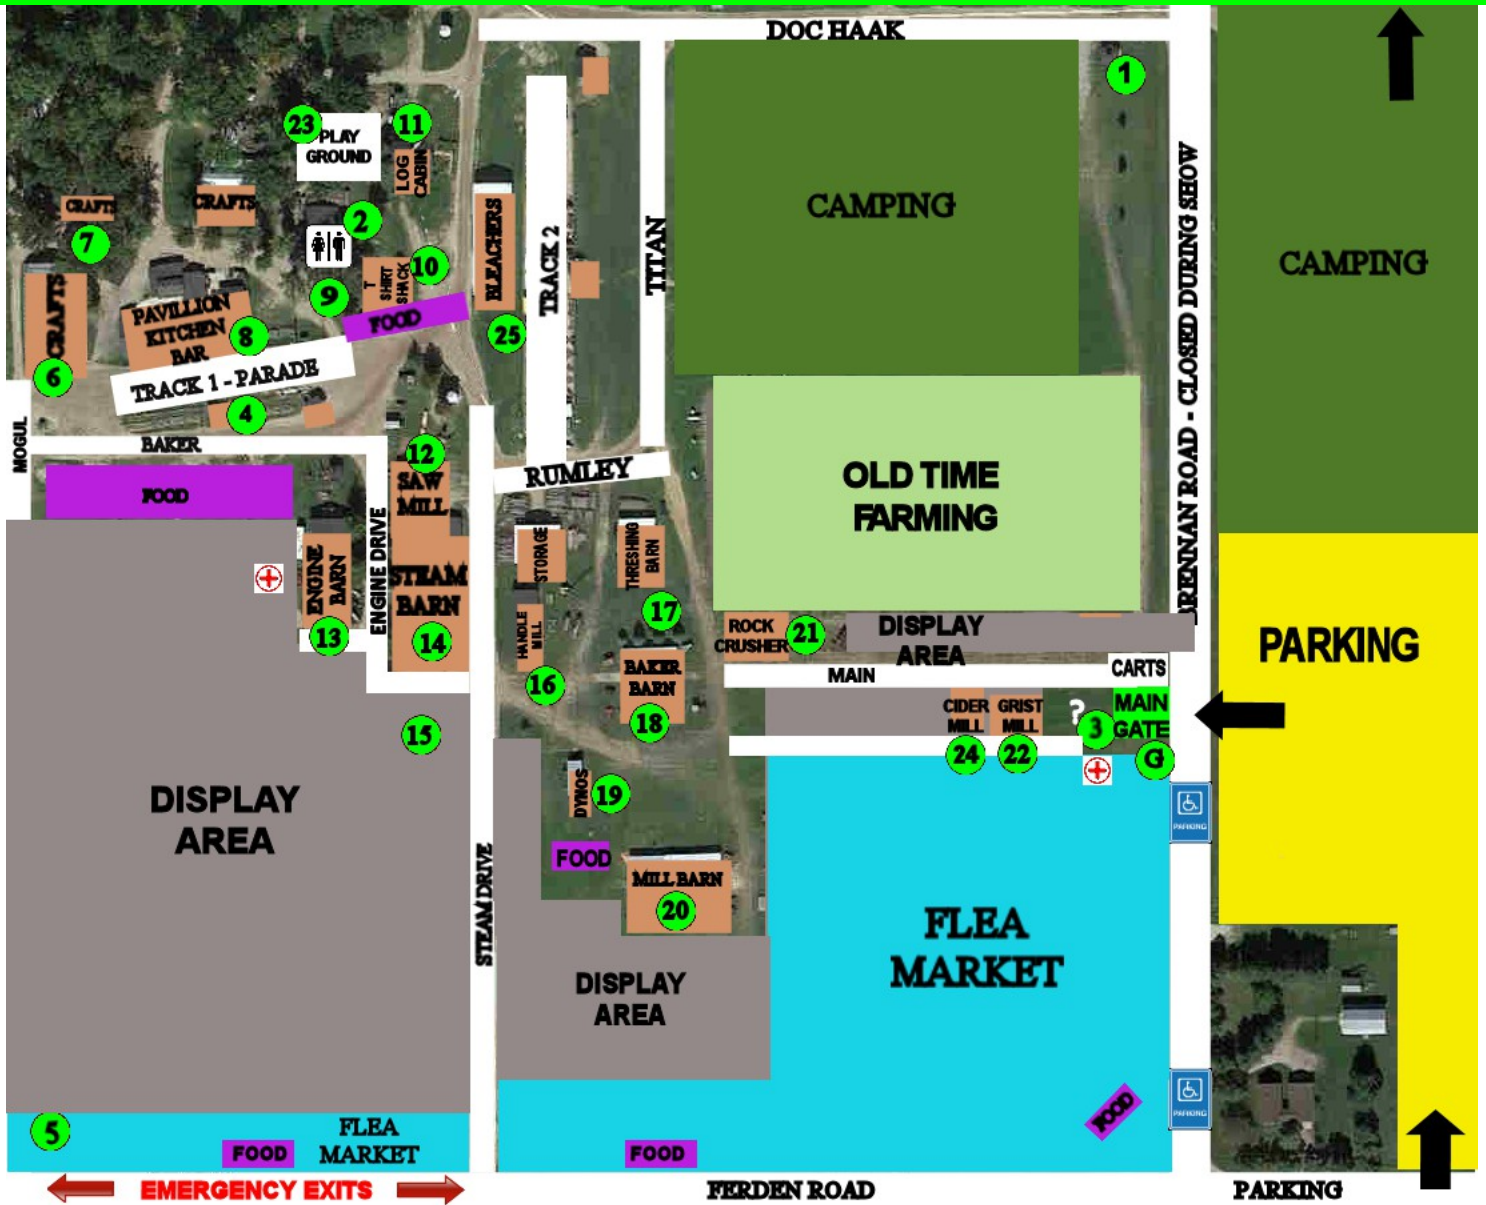 DOC HAAK
1
23
PLAY
GROUND
11
LOG
CABIN
CRAFTS
CRAFTS
7
2
CAMPING
CAMPING
BRENNAN ROAD - CLOSED DURING SHOW
BLEACHERS
TRACK 2
TITAN
10
T
SHIRT
SHACK
9
FOOD
25
CRAFTS
6
PAVILLION
KITCHEN
BAR
8
TRACK 1 - PARADE
4
MOGUL
BAKER
FOOD
12
SAW
MILL
RUMLEY
OLD TIME
FARMING
ENGINE
BARN
13
ENGINE DRIVE
STEAM
BARN
14
STORAGE
THRESHING
BARN
17
HANDLE
MILL
16
BAKER
BARN
18
ROCK
CRUSHER
21
DISPLAY
AREA
PARKING
MAIN
CARTS
CIDER
MILL
24
GRIST
MILL
22
?
3
MAIN
GATE
G
15
DISPLAY
AREA
DYNOS
19
FOOD
MILL BARN
20
STEAM DRIVE
PARKING
FLEA
MARKET
DISPLAY
AREA
PARKING
FOOD
5
FLEA
MARKET
FOOD
FOOD
EMERGENCY EXITS
FERDEN ROAD
PARKING